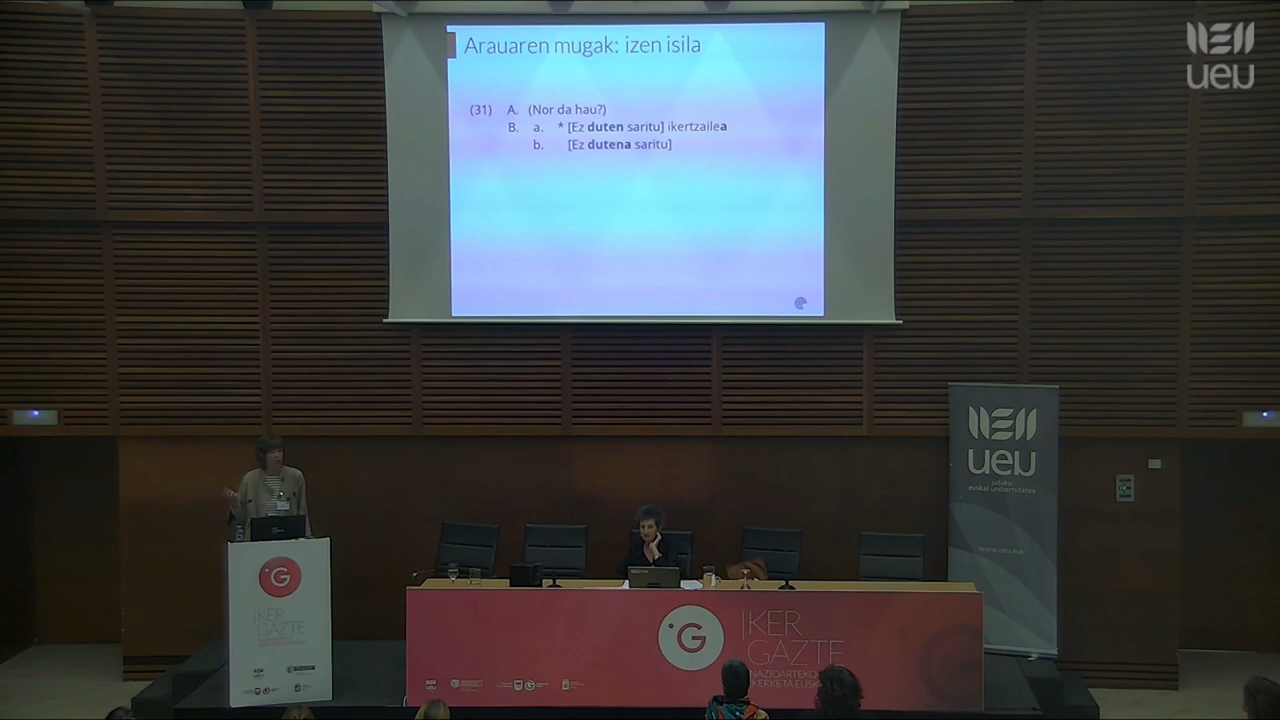 Arauaren mugak: izen isila
(31) A. (Nor da hau?)
B. a. * [Ez duten saritu] ikertzailea
b. [Ez dutena saritu]
UEU
UEU
udako
euskal unibertsitatea
www.ueu.eus
G
IKER
GAZTE
G
IKER
GAZTE
NAZIOARTEKO
IKERKETA EUSK